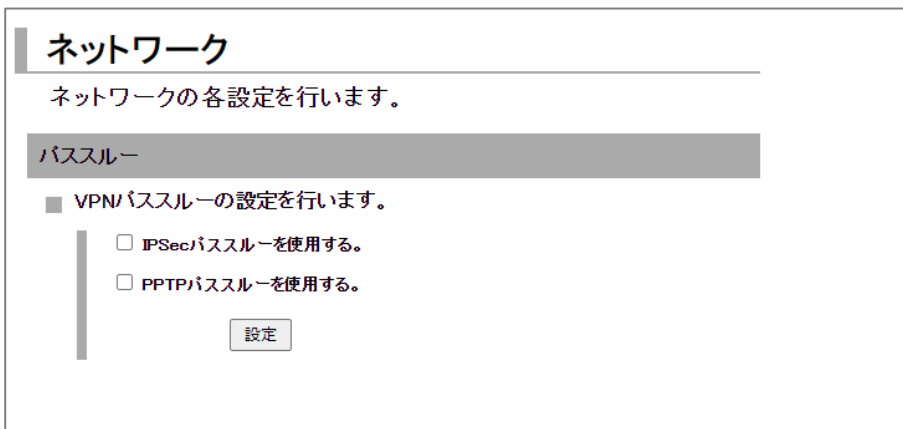 ネットワーク
ネットワークの各設定を行います。
パススルー
VPNパススルーの設定を行います。
IPSecパススルーを使用する。
PPTPパススルーを使用する。
設定